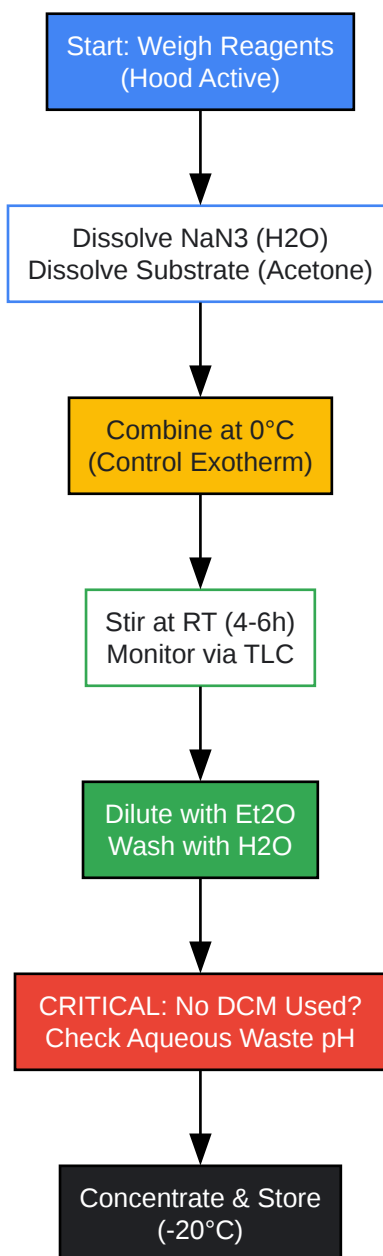 Start: Weigh Reagents
(Hood Active)
Dissolve NaN3 (H2O)
Dissolve Substrate (Acetone)
Combine at 0°C
(Control Exotherm)
Stir at RT (4-6h)
Monitor via TLC
Dilute with Et2O
Wash with H2O
CRITICAL: No DCM Used?
Check Aqueous Waste pH
Concentrate & Store
(-20°C)